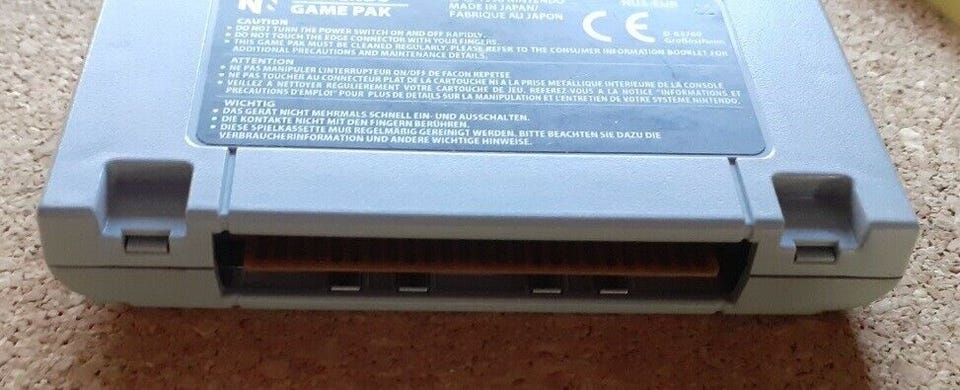 GAME PAK
MADE IN JAPAN/
FABRIQUE AU JAPON
CE
D-63760
Großostheim
CAUTION
• DO NOT TURN THE POWER SWITCH ON AND OFF RAPIDLY.
• DO NOT TOUCH THE EDGE CONNECTOR WITH YOUR FINGERS.
• THIS GAME PAK MUST BE CLEANED REGULARLY. PLEASE REFER TO THE CONSUMER INFORMATION BOOKLET FOR
ADDITIONAL PRECAUTIONS AND MAINTENANCE DETAILS.
ATTENTION
• NE PAS MANIPULER L'INTERRUPTEUR ON/OFF DE FACON REPETEE
• NE PAS TOUCHER AU CONNECTEUR PLAT DE LA CARTOUCHE NI A LA PRISE METALLIQUE INTERIEURE DE LA CONSOLE
• VEUILLEZ A NETTOYER REGULIEREMENT VOTRE CARTOUCHE DE JEU. REFEREZ-VOUS A LA NOTICE "INFORMATIONS ET
PRECAUTIONS D'EMPLOI" POUR PLUS DE DETAILS SUR LA MANIPULATION ET L'ENTRETIEN DE VOTRE SYSTEME NINTENDO.
WICHTIG
• DAS GERÄT NICHT MEHRMALS SCHNELL EIN- UND AUSSCHALTEN.
• DIE KONTAKTE NICHT MIT DEN FINGERN BERÜHREN.
• DIESE SPIELKASSETTE MUß REGELMÄßIG GEREINIGT WERDEN. BITTE BEACHTEN SIE DAZU DIE
VERBRAUCHERINFORMATION UND ANDERE WICHTIGE HINWEISE.